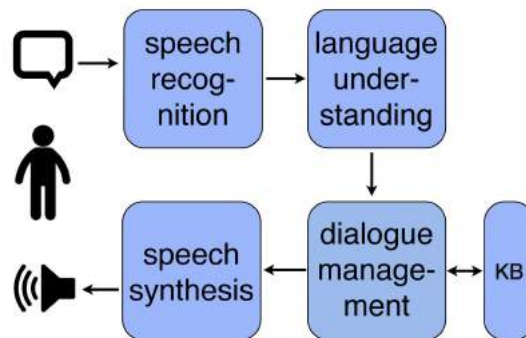 speech
recog-
nition
language
under-
standing
speech
synthesis
dialogue
manage-
ment
KB